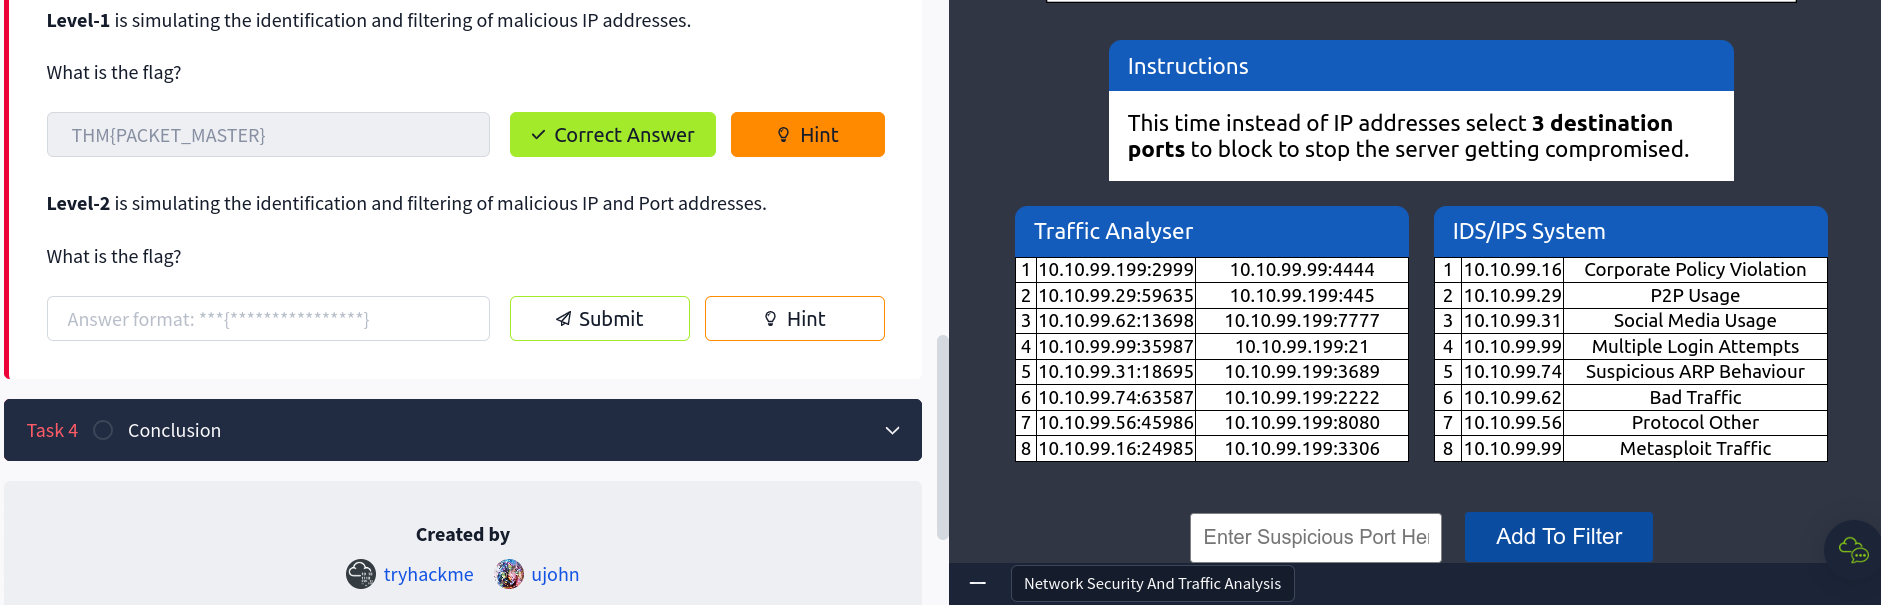 Level-1 is simulating the identification and filtering of malicious IP addresses.
What is the flag?
THM{PACKET_MASTER}
Correct Answer
Hint
Level-2 is simulating the identification and filtering of malicious IP and Port addresses.
What is the flag?
Answer format: ***{****************}
Submit
Hint
Task 4 Conclusion
Created by
tryhackme ujohn
Instructions
This time instead of IP addresses select 3 destination
ports to block to stop the server getting compromised.
Traffic Analyser
1 10.10.99.199:2999 10.10.99.99:4444
2 10.10.99.29:59635 10.10.99.199:445
3 10.10.99.62:13698 10.10.99.199:7777
4 10.10.99.99:35987 10.10.99.199:21
5 10.10.99.31:18695 10.10.99.199:3689
6 10.10.99.74:63587 10.10.99.199:2222
7 10.10.99.56:45986 10.10.99.199:8080
8 10.10.99.16:24985 10.10.99.199:3306
IDS/IPS System
1 10.10.99.16 Corporate Policy Violation
2 10.10.99.29 P2P Usage
3 10.10.99.31 Social Media Usage
4 10.10.99.99 Multiple Login Attempts
5 10.10.99.74 Suspicious ARP Behaviour
6 10.10.99.62 Bad Traffic
7 10.10.99.56 Protocol Other
8 10.10.99.99 Metasploit Traffic
Enter Suspicious Port Her
Add To Filter
Network Security And Traffic Analysis